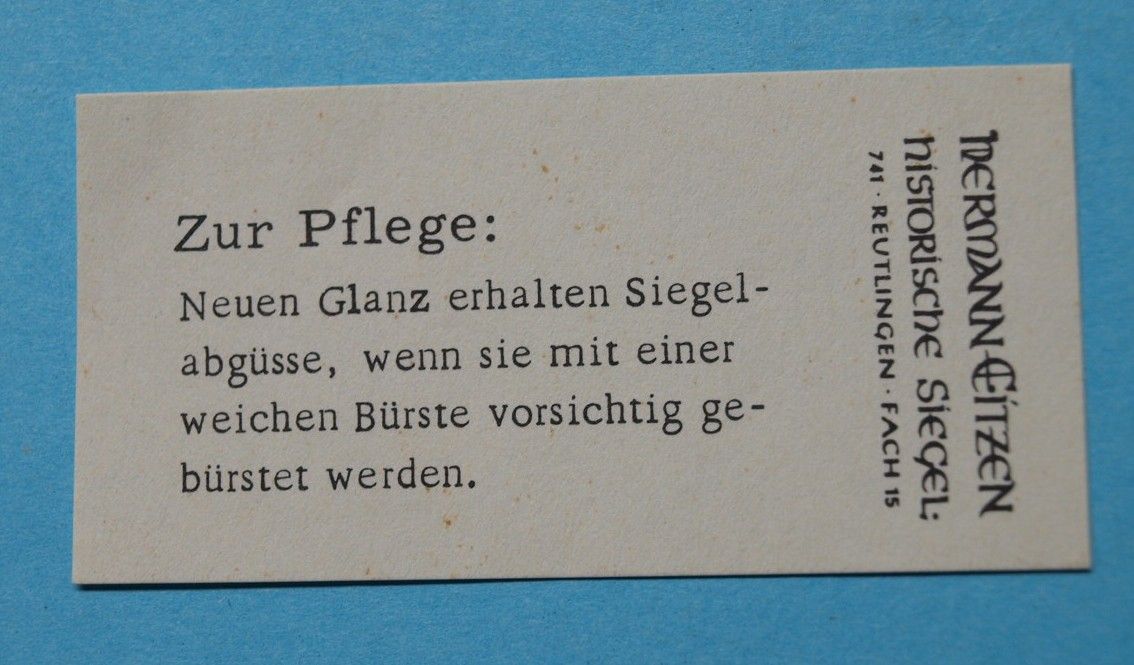 Zur Pflege:
Neuen Glanz erhalten Siegel-
abgüsse, wenn sie mit einer
weichen Bürste vorsichtig ge-
bürstet werden.
HERMANN EITZEN
HISTORISCHE SIEGEL;
741 · REUTLINGEN · FACH 15